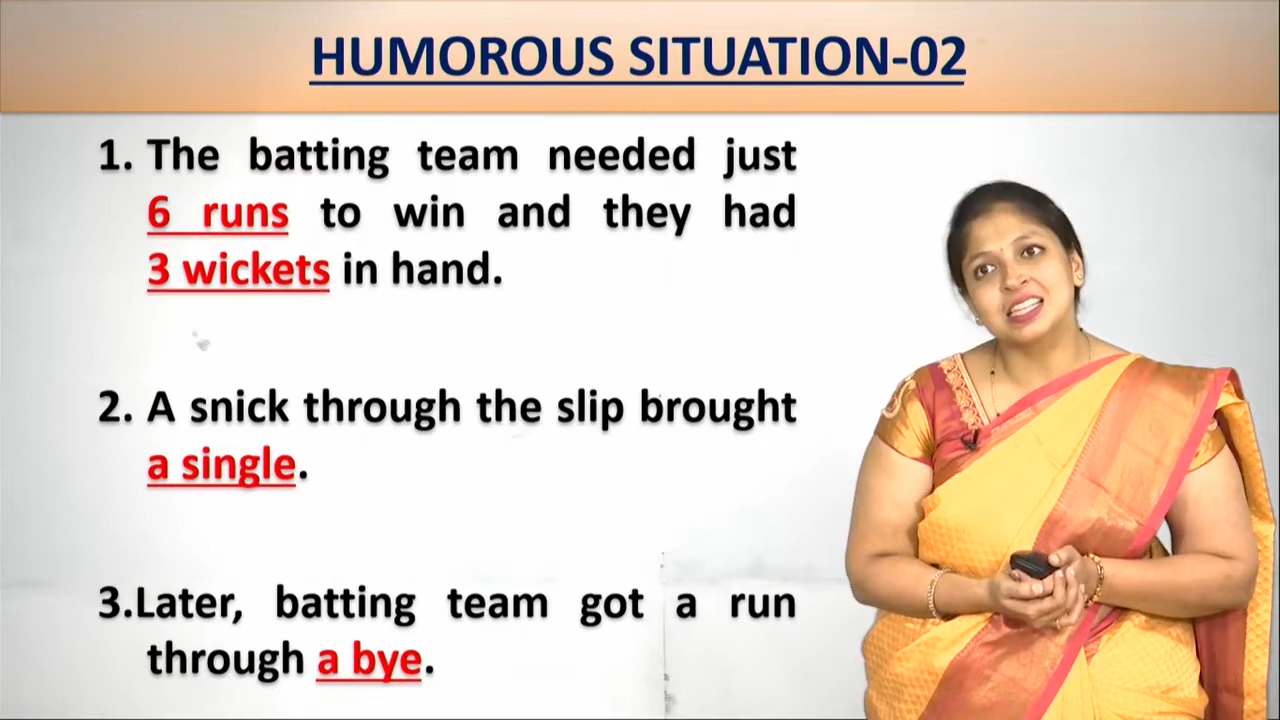 HUMOROUS SITUATION-02
1. The batting team needed just
6 runs to win and they had
3 wickets in hand.
2. A snick through the slip brought
a single.
3.Later, batting team got a run
through a bye.